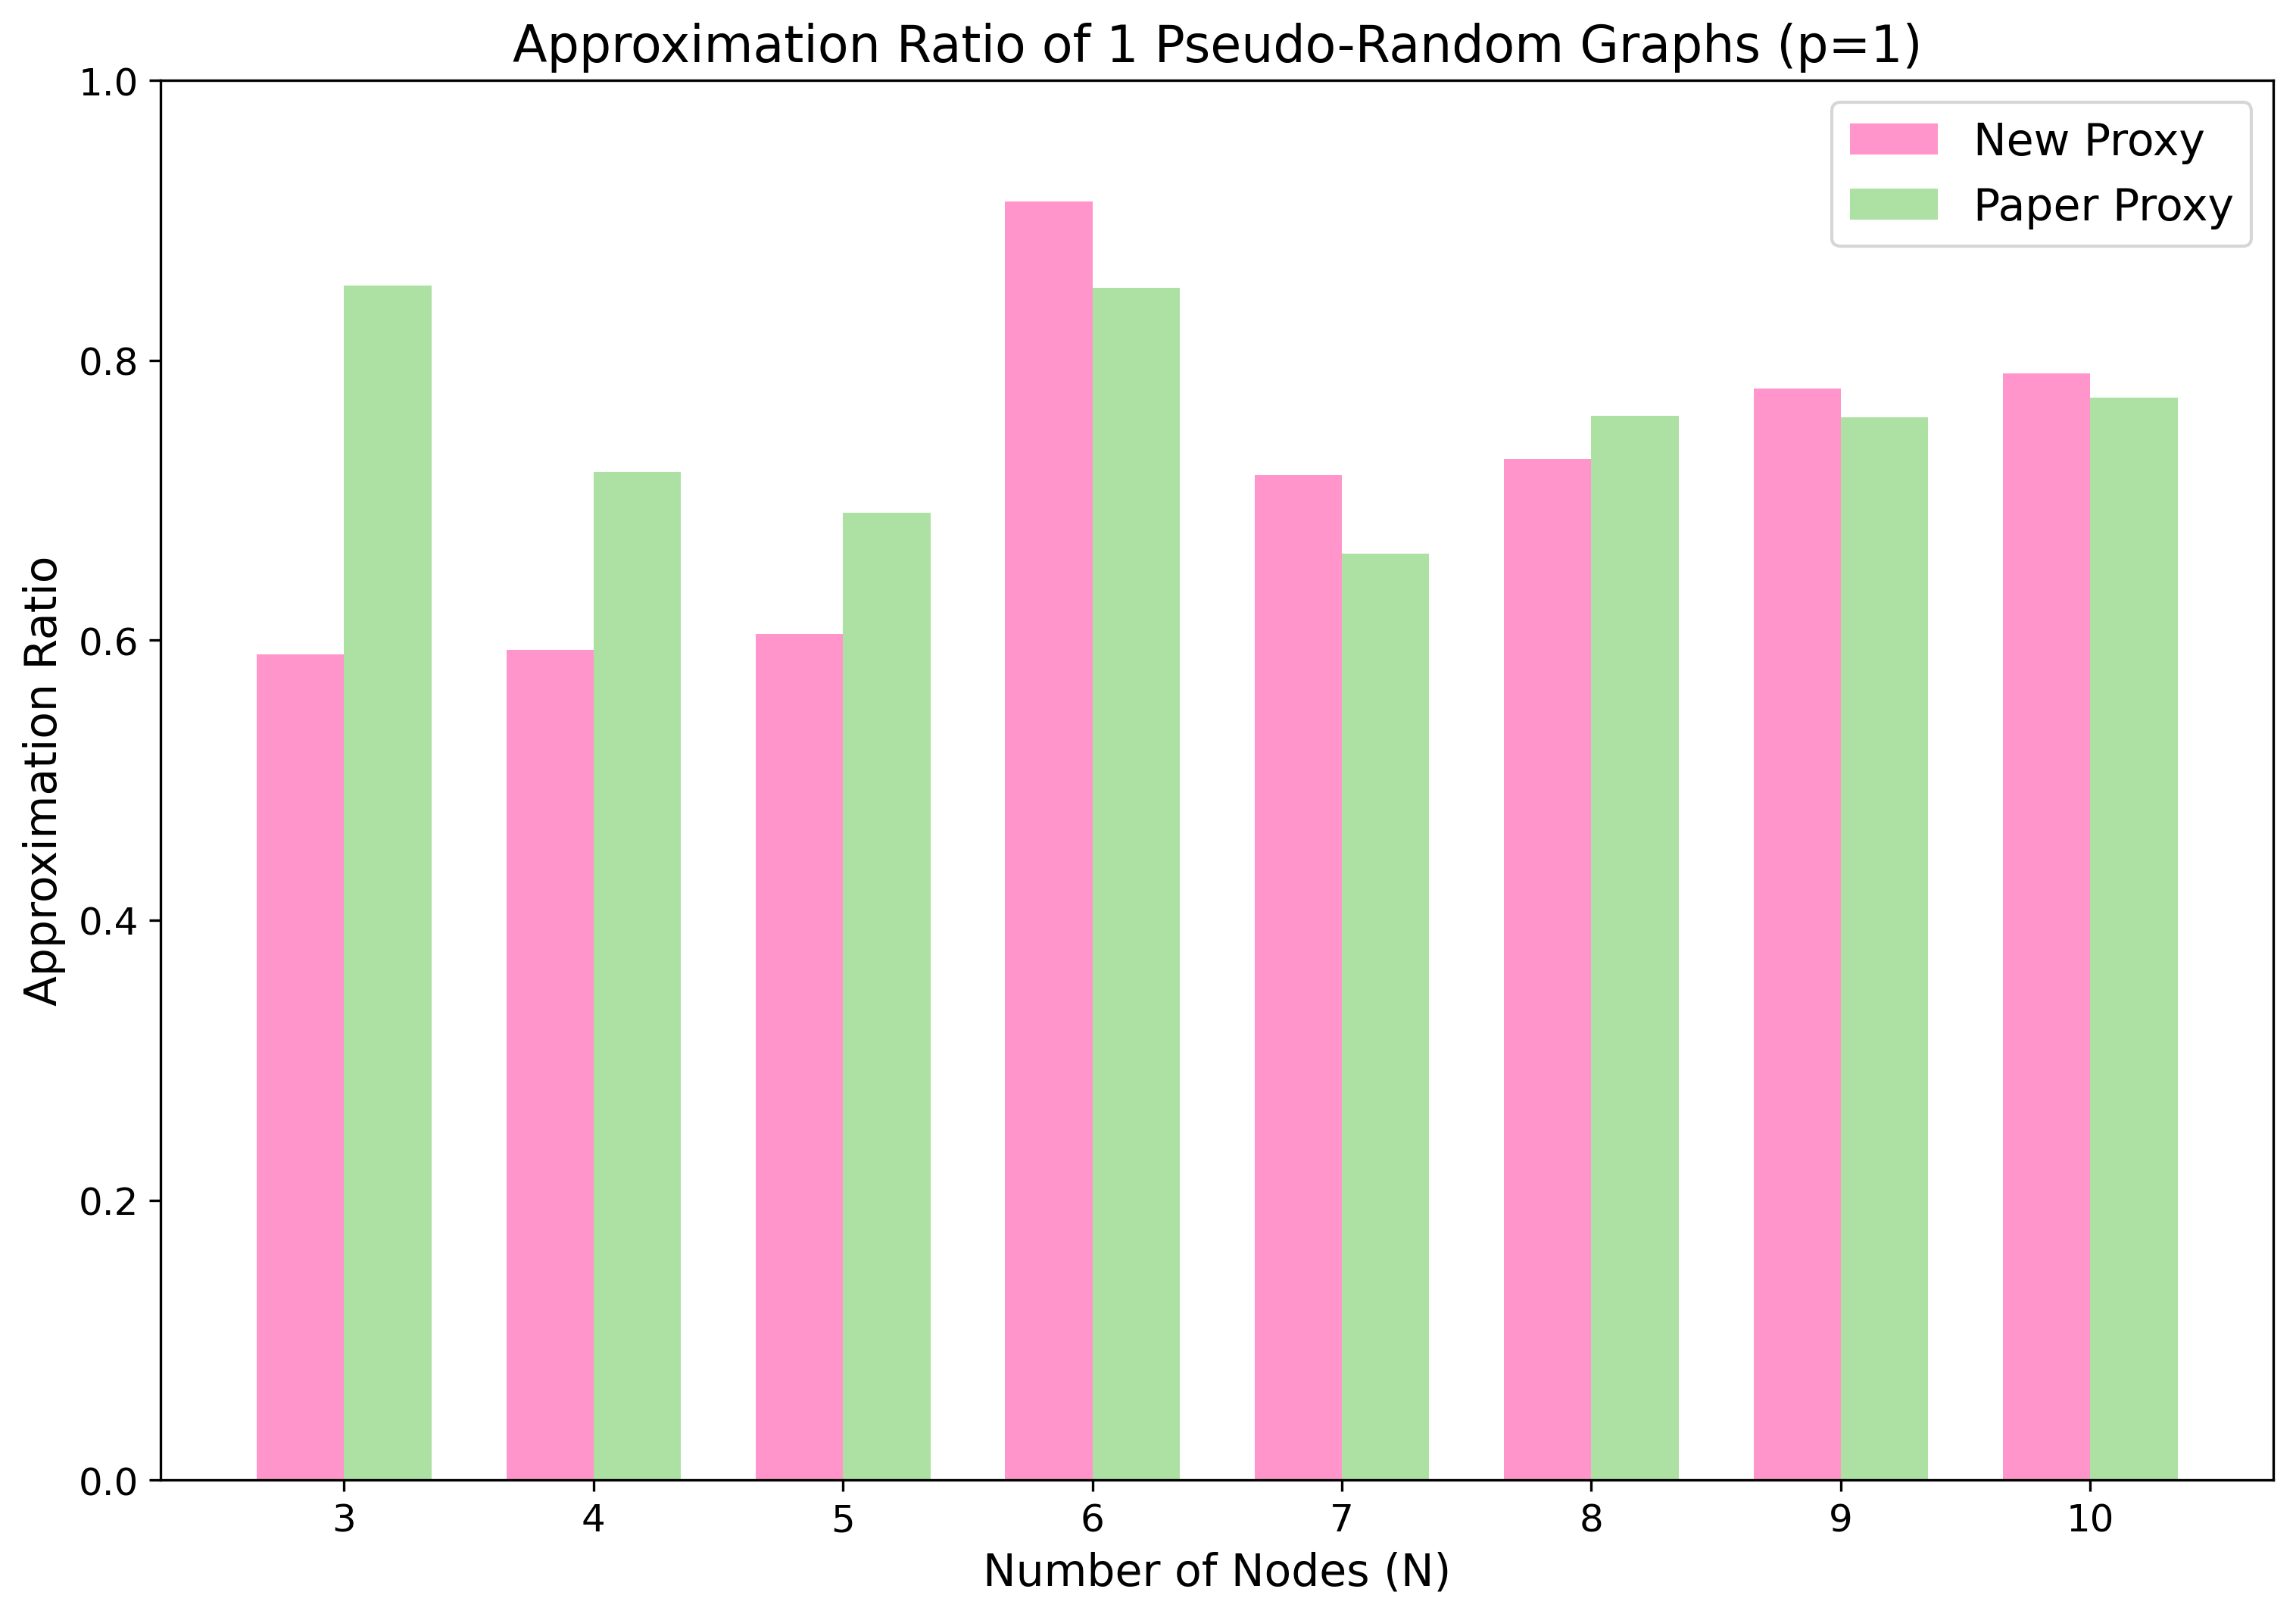 Approximation Ratio of 1 Pseudo-Random Graphs (p=1)
New Proxy
Paper Proxy
Approximation Ratio
1.0
0.8
0.6
0.4
0.2
0.0
3 4 5 6 7 8 9 10
Number of Nodes (N)